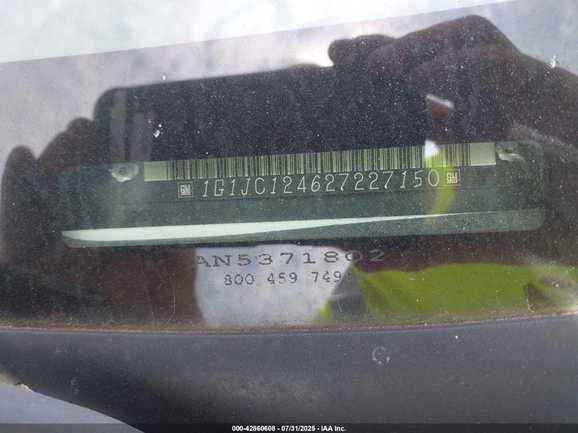 GM 1G1JC124627227150 GM
AN5371802
800 459 749
000-42860608 - 07/31/2025 - IAA Inc.